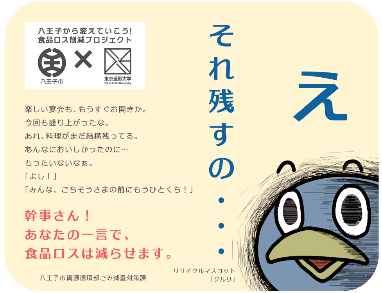 八王子から変えていこう!
食品ロス削減プロジェクト
八王子市
×
東京造形大学
楽しい宴会も、もうすぐお開きか。
今回も盛り上がったな。
あれ、料理がまだ結構残ってる。
あんなにおいしかったのに…
もったいないなぁ。
「よし!」
「みんな、ごちそうさまの前にもうひとくち!」
幹事さん!
あなたの一言で、
食品ロスは減らせます。
八王子市資源循環部ごみ減量対策課
え
それ残すの・・・
リサイクルマスコット
「クルリ」